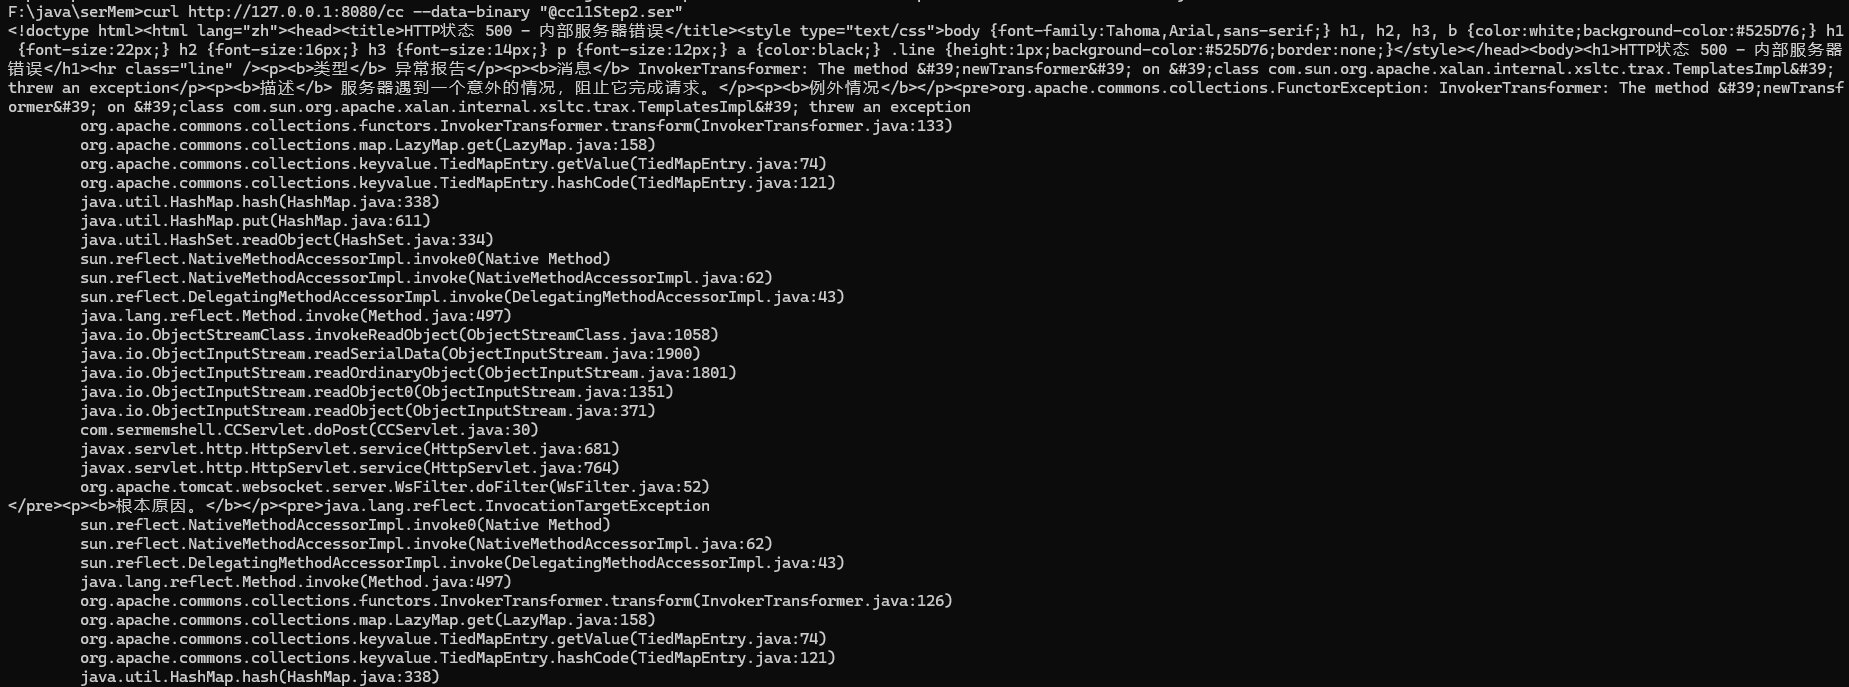 F:\java\serMem>curl http://127.0.0.1:8080/cc --data-binary "@cc11Step2.ser"
<!doctype html><html lang="zh"><head><title>HTTP状态 500 - 内部服务器错误</title><style type="text/css">body {font-family:Tahoma,Arial,sans-serif;} h1, h2, h3, b {color:white;background-color:#525D76;} h1
 {font-size:22px;} h2 {font-size:16px;} h3 {font-size:14px;} p {font-size:12px;} a {color:black;} .line {height:1px;background-color:#525D76;border:none;}</style></head><body><h1>HTTP状态 500 - 内部服务器
错误</h1><hr class="line" /><p><b>类型</b> 异常报告</p><p><b>消息</b> InvokerTransformer: The method &#39;newTransformer&#39; on &#39;class com.sun.org.apache.xalan.internal.xsltc.trax.TemplatesImpl&#39;
threw an exception</p><p><b>描述</b> 服务器遇到一个意外的情况，阻止它完成请求。</p><p><b>例外情况</b></p><pre>org.apache.commons.collections.FunctorException: InvokerTransformer: The method &#39;newTransf
ormer&#39; on &#39;class com.sun.org.apache.xalan.internal.xsltc.trax.TemplatesImpl&#39; threw an exception
        org.apache.commons.collections.functors.InvokerTransformer.transform(InvokerTransformer.java:133)
        org.apache.commons.collections.map.LazyMap.get(LazyMap.java:158)
        org.apache.commons.collections.keyvalue.TiedMapEntry.getValue(TiedMapEntry.java:74)
        org.apache.commons.collections.keyvalue.TiedMapEntry.hashCode(TiedMapEntry.java:121)
        java.util.HashMap.hash(HashMap.java:338)
        java.util.HashMap.put(HashMap.java:611)
        java.util.HashSet.readObject(HashSet.java:334)
        sun.reflect.NativeMethodAccessorImpl.invoke0(Native Method)
        sun.reflect.NativeMethodAccessorImpl.invoke(NativeMethodAccessorImpl.java:62)
        sun.reflect.DelegatingMethodAccessorImpl.invoke(DelegatingMethodAccessorImpl.java:43)
        java.lang.reflect.Method.invoke(Method.java:497)
        java.io.ObjectStreamClass.invokeReadObject(ObjectStreamClass.java:1058)
        java.io.ObjectInputStream.readSerialData(ObjectInputStream.java:1900)
        java.io.ObjectInputStream.readOrdinaryObject(ObjectInputStream.java:1801)
        java.io.ObjectInputStream.readObject0(ObjectInputStream.java:1351)
        java.io.ObjectInputStream.readObject(ObjectInputStream.java:371)
        com.sermemshell.CCServlet.doPost(CCServlet.java:30)
        javax.servlet.http.HttpServlet.service(HttpServlet.java:681)
        javax.servlet.http.HttpServlet.service(HttpServlet.java:764)
        org.apache.tomcat.websocket.server.WsFilter.doFilter(WsFilter.java:52)
</pre><p><b>根本原因。</b></p><pre>java.lang.reflect.InvocationTargetException
        sun.reflect.NativeMethodAccessorImpl.invoke0(Native Method)
        sun.reflect.NativeMethodAccessorImpl.invoke(NativeMethodAccessorImpl.java:62)
        sun.reflect.DelegatingMethodAccessorImpl.invoke(DelegatingMethodAccessorImpl.java:43)
        java.lang.reflect.Method.invoke(Method.java:497)
        org.apache.commons.collections.functors.InvokerTransformer.transform(InvokerTransformer.java:126)
        org.apache.commons.collections.map.LazyMap.get(LazyMap.java:158)
        org.apache.commons.collections.keyvalue.TiedMapEntry.getValue(TiedMapEntry.java:74)
        org.apache.commons.collections.keyvalue.TiedMapEntry.hashCode(TiedMapEntry.java:121)
        java.util.HashMap.hash(HashMap.java:338)